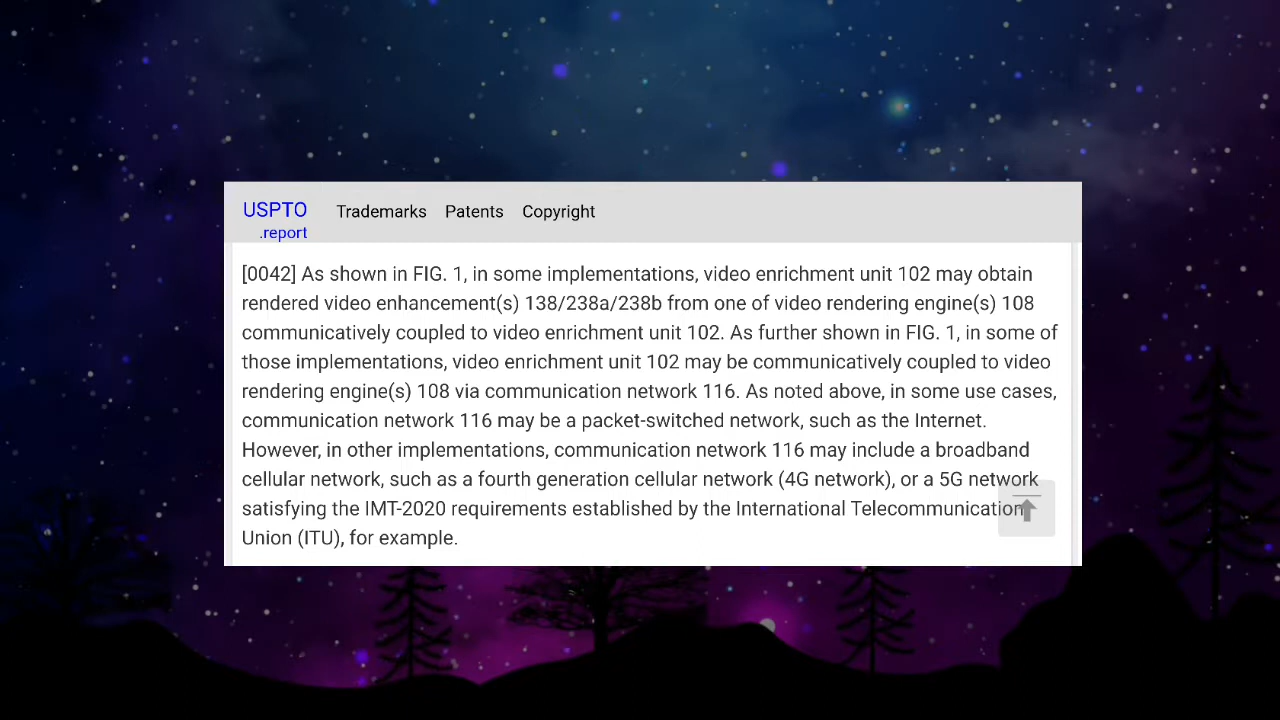 USPTO
.report
Trademarks Patents Copyright
[0042] As shown in FIG. 1, in some implementations, video enrichment unit 102 may obtain
rendered video enhancement(s) 138/238a/238b from one of video rendering engine(s) 108
communicatively coupled to video enrichment unit 102. As further shown in FIG. 1, in some of
those implementations, video enrichment unit 102 may be communicatively coupled to video
rendering engine(s) 108 via communication network 116. As noted above, in some use cases,
communication network 116 may be a packet-switched network, such as the Internet.
However, in other implementations, communication network 116 may include a broadband
cellular network, such as a fourth generation cellular network (4G network), or a 5G network
satisfying the IMT-2020 requirements established by the International Telecommunication
Union (ITU), for example.